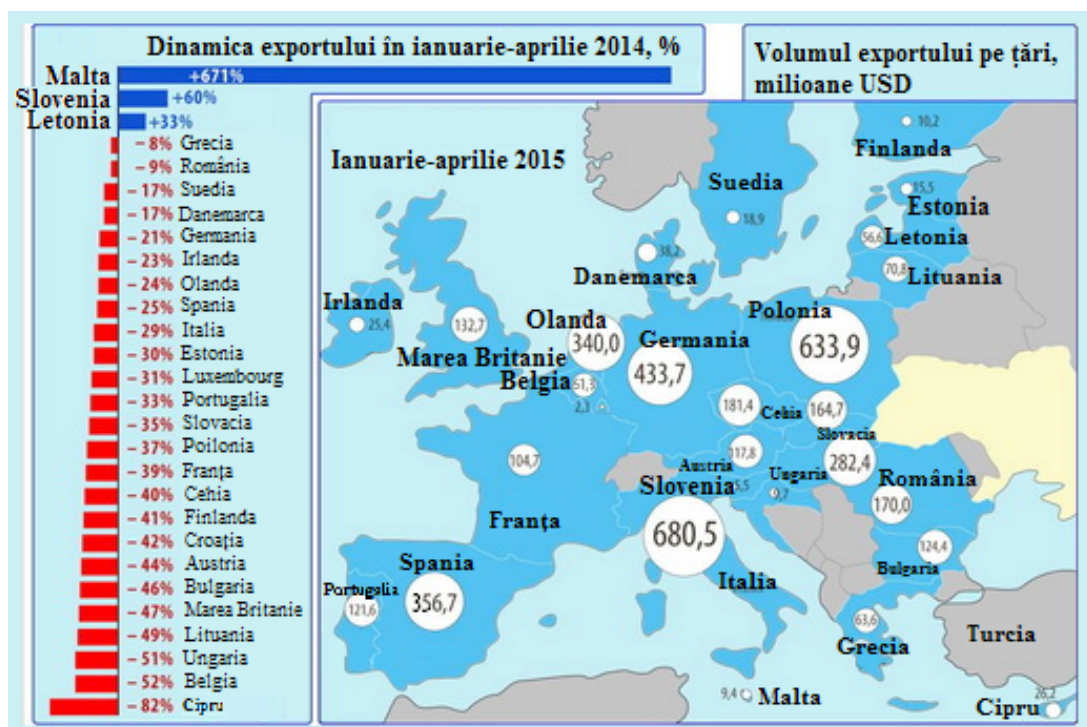 Dinamica exportului în ianuarie-aprilie 2014, %
Malta +671%
Slovenia +60%
Letonia +33%
– 8% Grecia
– 9% România
– 17% Suedia
– 17% Danemarca
– 21% Germania
– 23% Irlanda
– 24% Olanda
– 25% Spania
– 29% Italia
– 30% Estonia
– 31% Luxembourg
– 33% Portugalia
– 35% Slovacia
– 37% Poilonia
– 39% Franța
– 40% Cehia
– 41% Finlanda
– 42% Croația
– 44% Austria
– 46% Bulgaria
– 47% Marea Britanie
– 49% Lituania
– 51% Ungaria
– 52% Belgia
– 82% Cipru
Volumul exportului pe țări,
milioane USD
Ianuarie-aprilie 2015
10,2
Finlanda
Suedia
18,9
15,5
Estonia
56,6 Letonia
70,8
Lituania
38,2
Danemarca
Irlanda
25,4
132,7
Marea Britanie
Olanda
340,0
Belgia
61,3
2,3
Germania
433,7
Polonia
633,9
181,4
Cehia
164,7
Slovacia
117,8
Austria
Ungaria
282,4
Slovenia
5,5
9,7
România
170,0
104,7
Franța
680,5
Italia
124,4
Bulgaria
Spania
356,7
Portugalia
121,6
63,6
Grecia
Turcia
9,4 Malta
26,2
Cipru